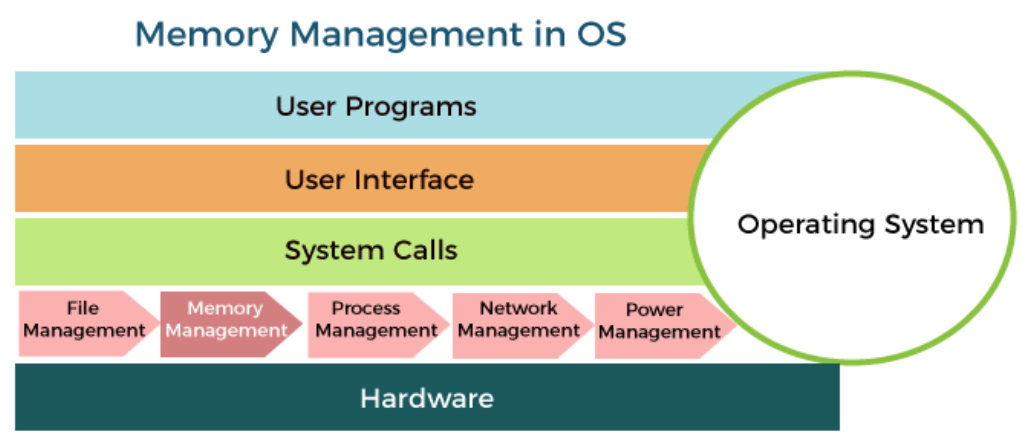 Memory Management in OS
User Programs
User Interface
System Calls
Operating System
File
Management
Memory
Management
Process
Management
Network
Management
Power
Management
Hardware